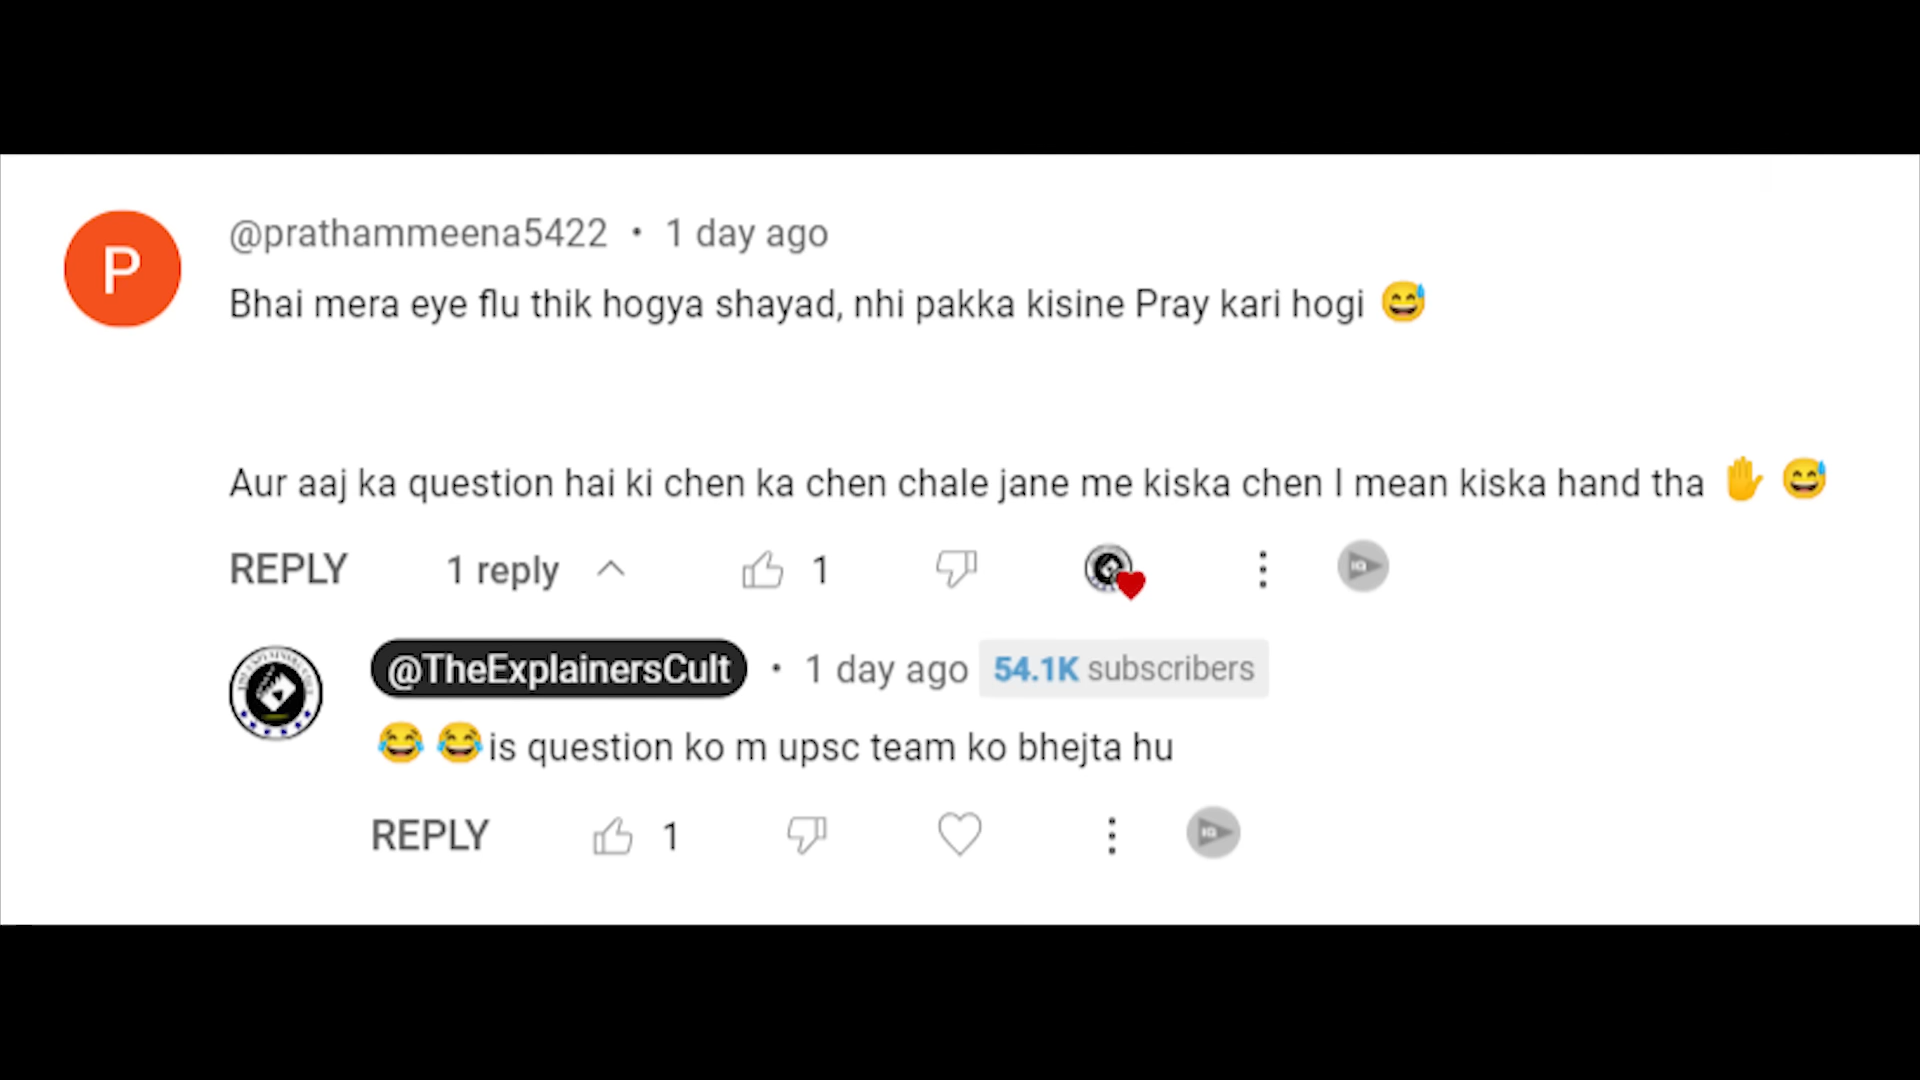 P
@prathammeena5422 • 1 day ago
Bhai mera eye flu thik hogya shayad, nhi pakka kisine Pray kari hogi 😅
Aur aaj ka question hai ki chen ka chen chale jane me kiska chen I mean kiska hand tha ✋ 😅
REPLY 1 reply 1
IQ
@TheExplainersCult • 1 day ago 54.1K subscribers
😂 😂is question ko m upsc team ko bhejta hu
REPLY 1
IQ